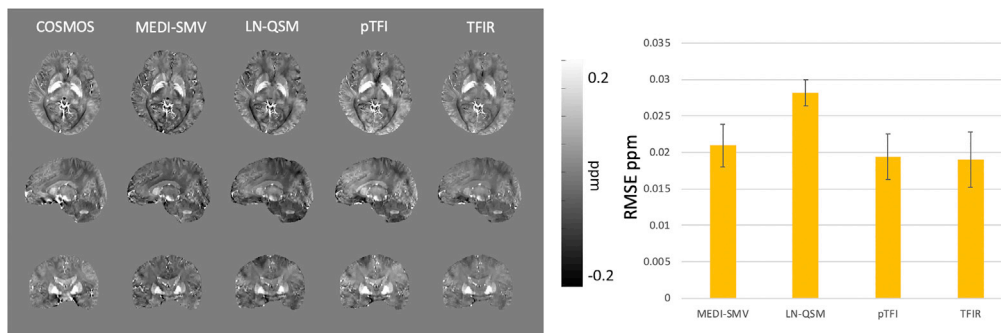 COSMOS MEDI-SMV LN-QSM pTFI TFIR
0.2
ppm
-0.2
0.035
0.03
0.025
0.02
0.015
0.01
0.005
0
RMSE ppm
MEDI-SMV LN-QSM pTFI TFIR